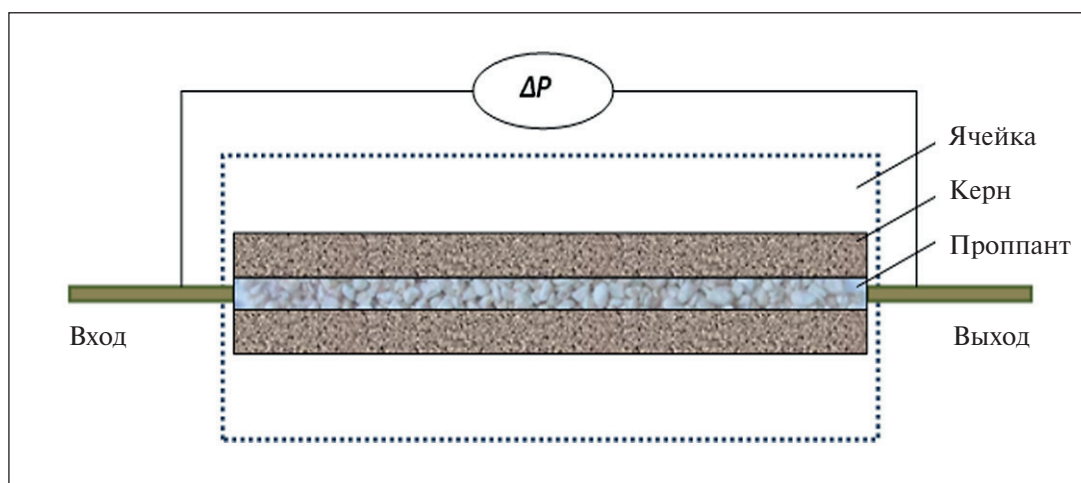 ΔP
Ячейка
Керн
Проппант
Вход
Выход